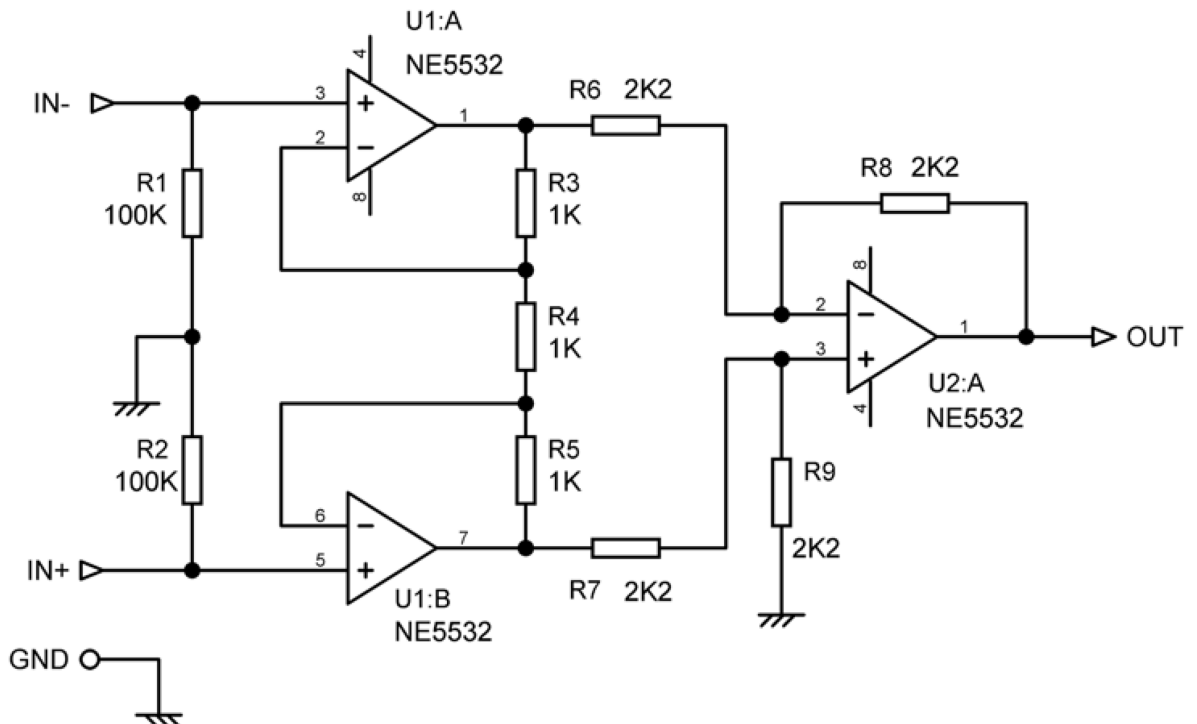 U1:A
NE5532
4
IN-
3
+
1
R6 2K2
2
−
8
R1
100K
R3
1K
R8 2K2
R4
1K
8
2
−
1
OUT
3
+
4
U2:A
NE5532
R2
100K
R5
1K
R9
2K2
6
−
7
IN+
5
+
R7 2K2
U1:B
NE5532
GND